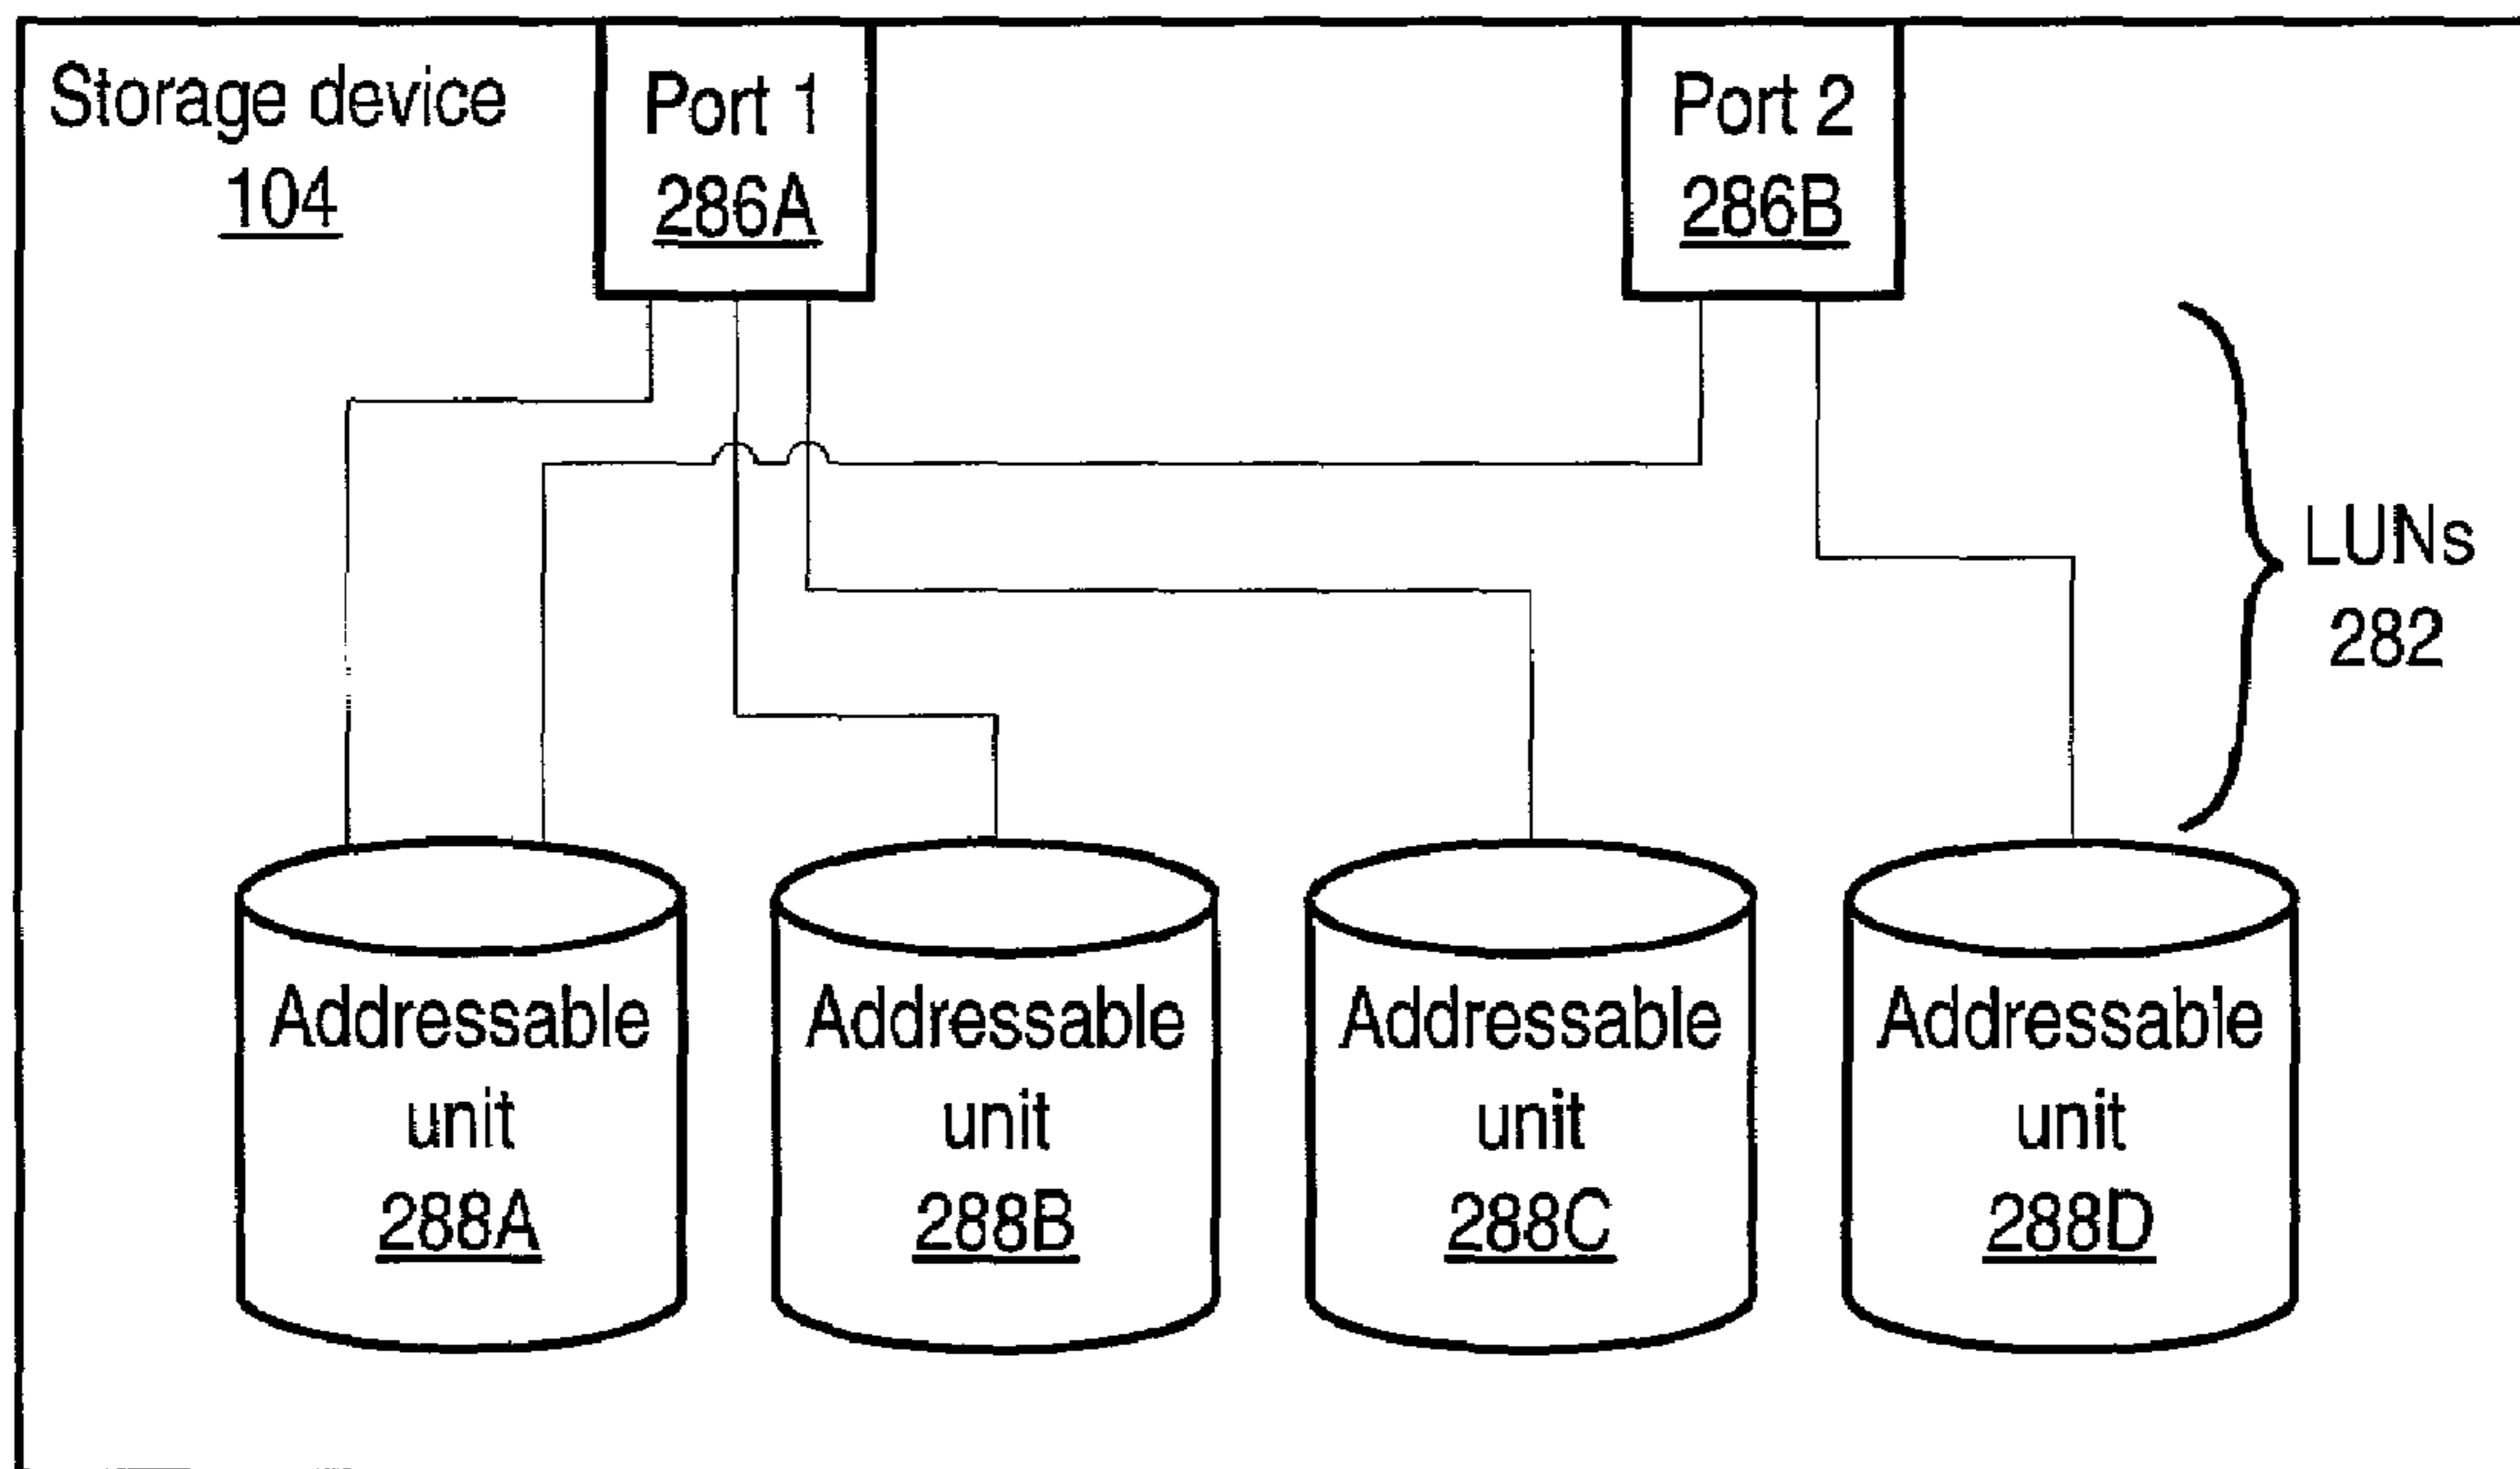 Storage device
104
Port 1
286A
Port 2
286B
LUNs
282
Addressable
unit
288A
Addressable
unit
288B
Addressable
unit
288C
Addressable
unit
288D